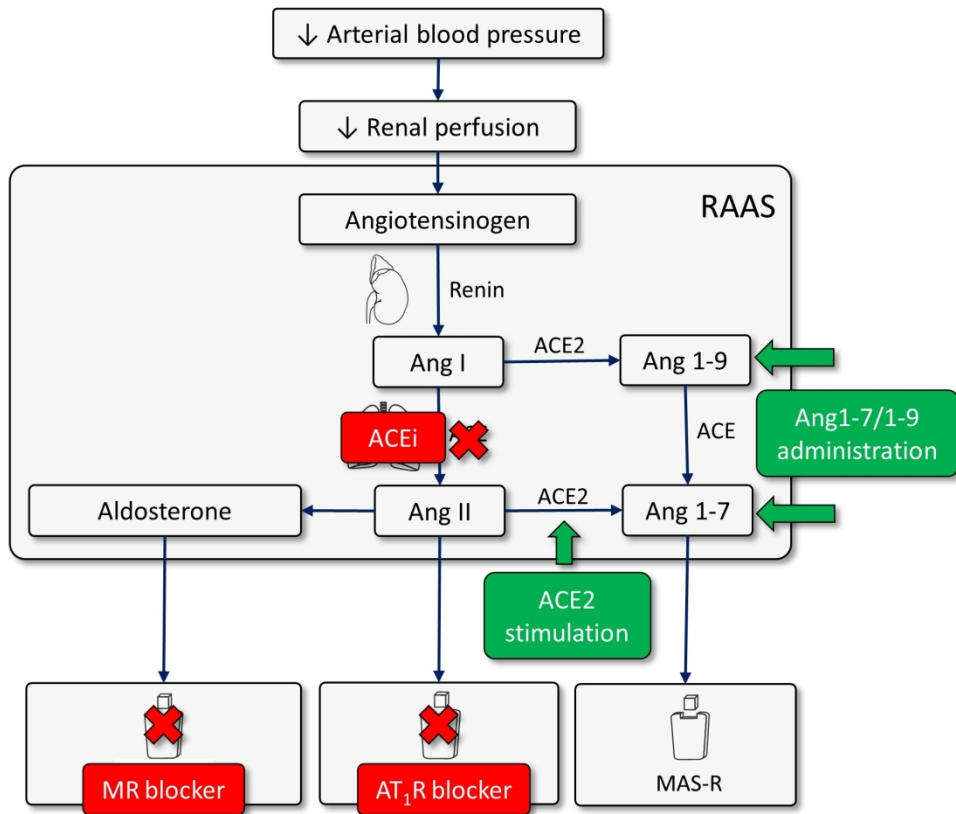 ↓ Arterial blood pressure
↓ Renal perfusion
RAAS
Angiotensinogen
Renin
Ang I
ACE2
Ang 1-9
ACEi
ACE
Ang1-7/1-9
administration
Aldosterone
Ang II
ACE2
Ang 1-7
ACE2
stimulation
MR blocker
AT₁R blocker
MAS-R